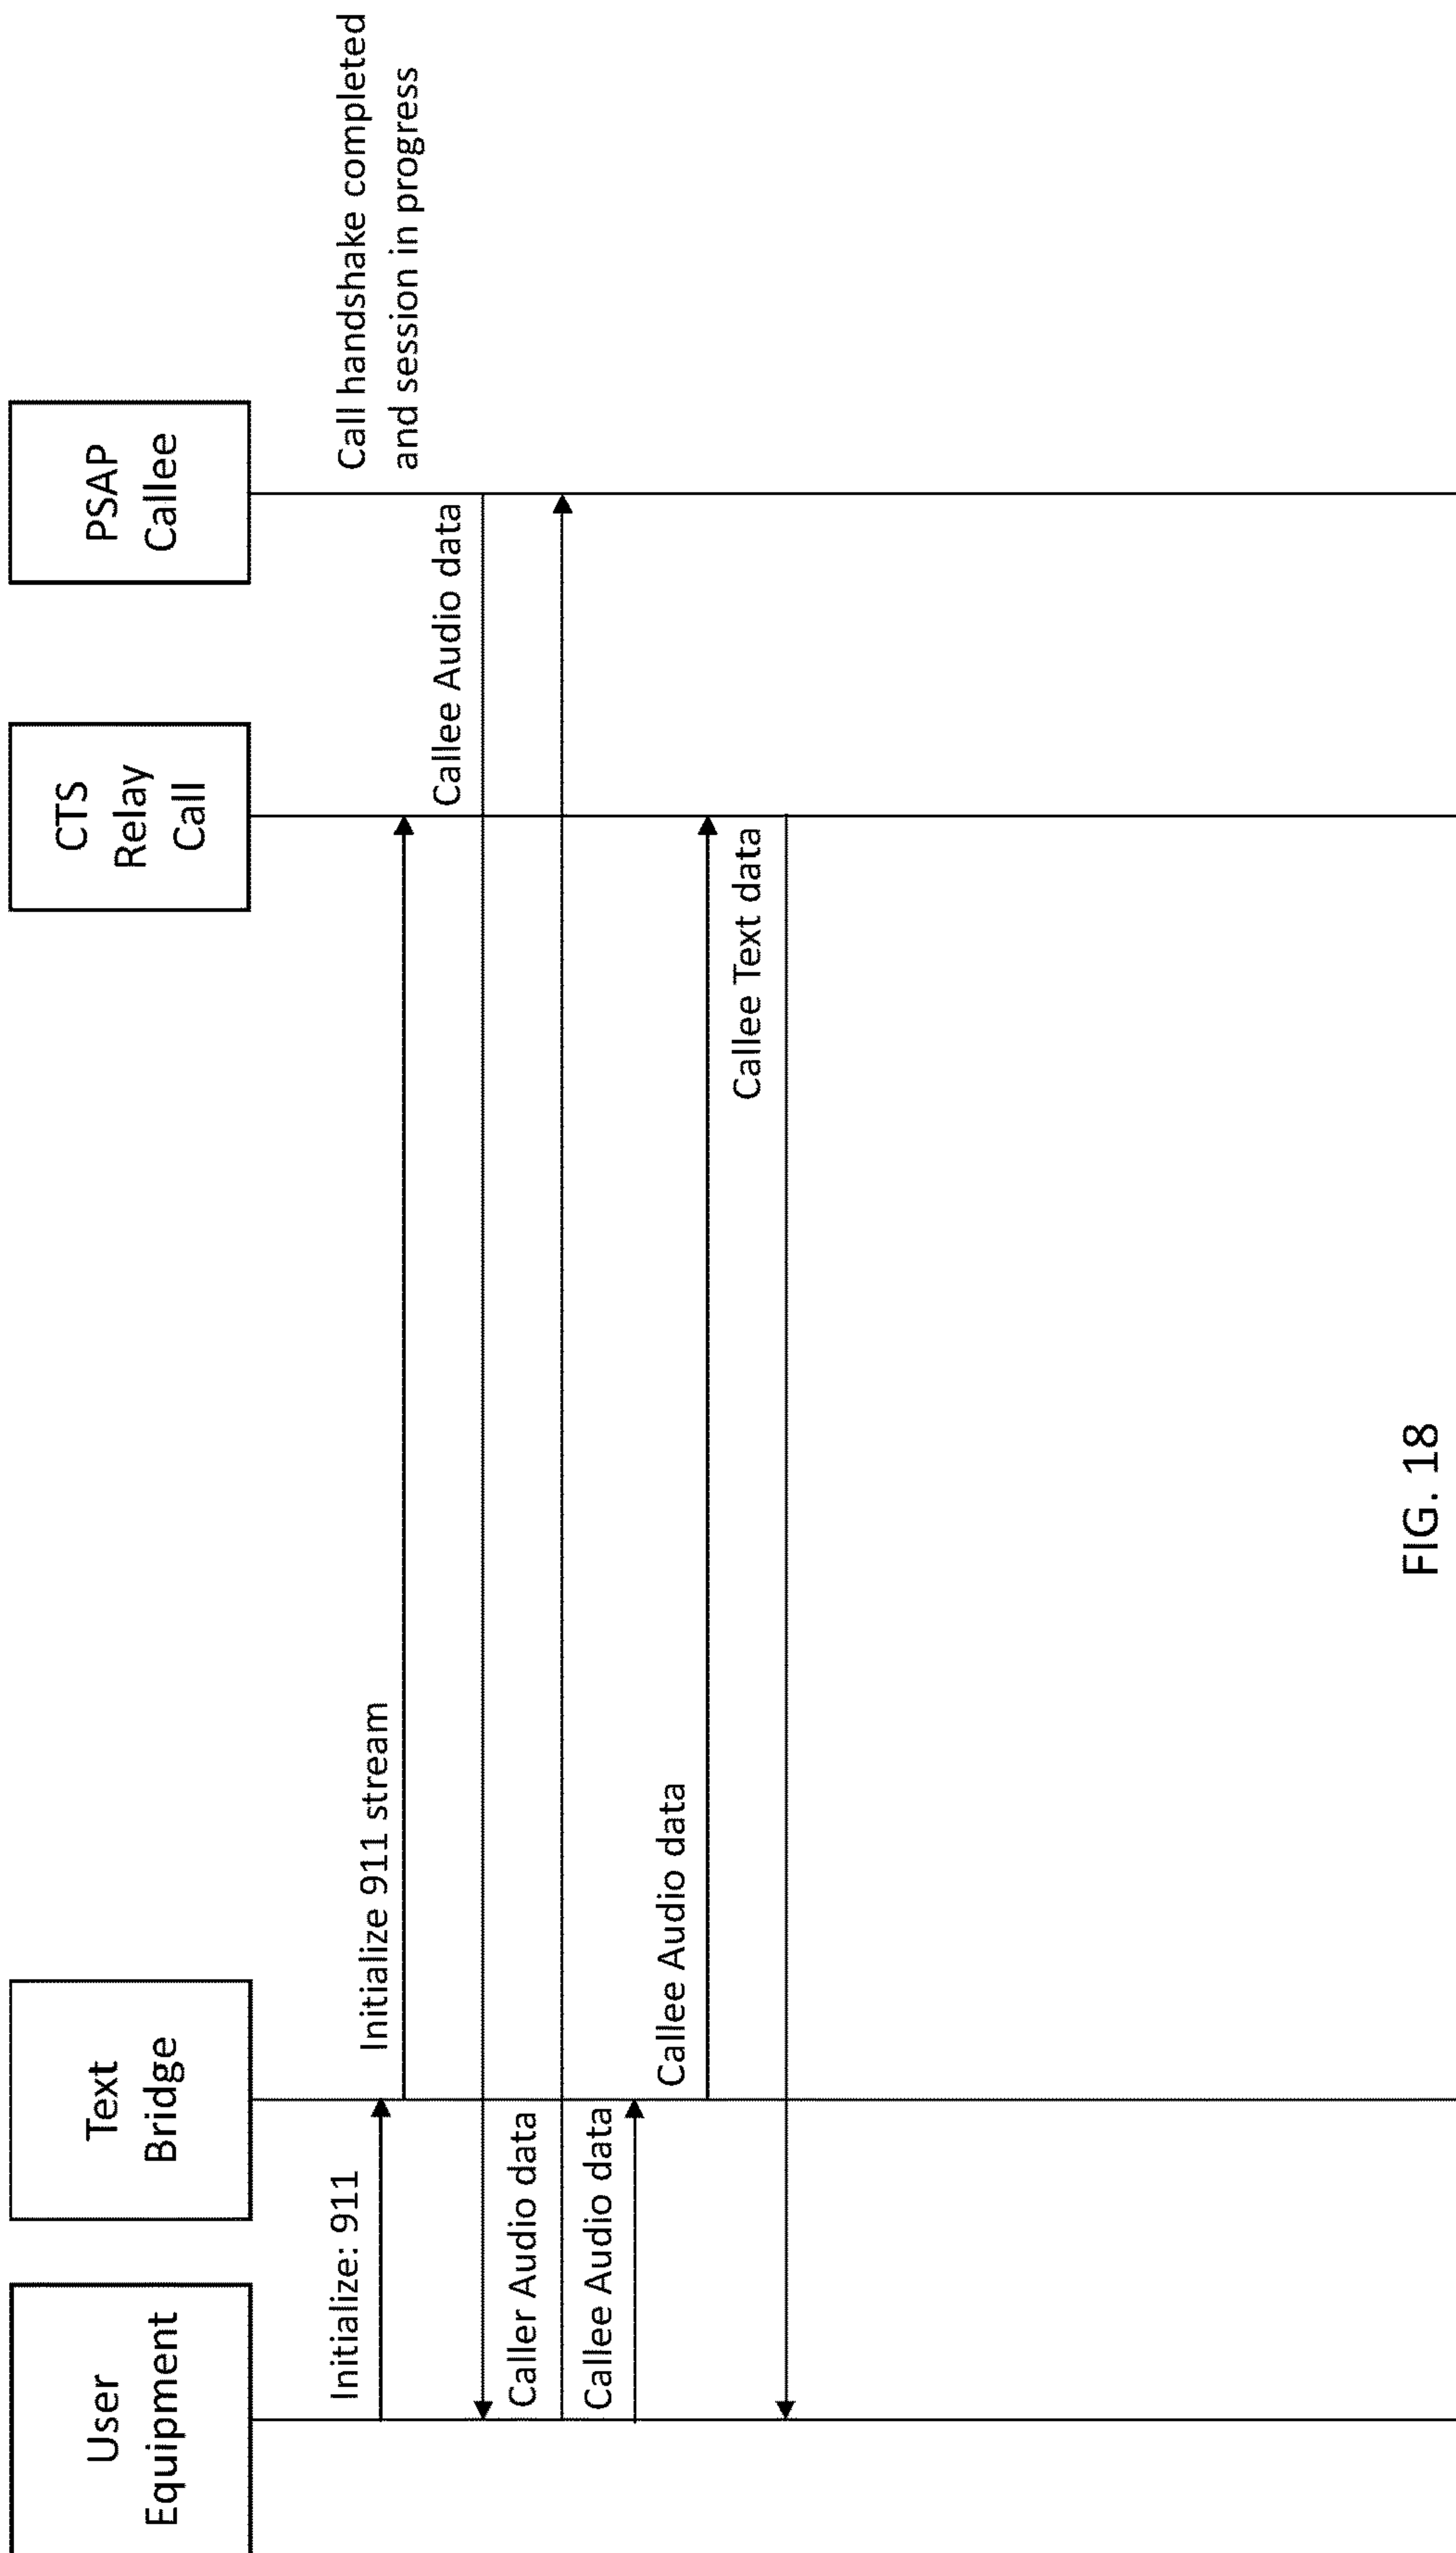 User
Equipment
Text
Bridge
CTS
Relay
Call
PSAP
Callee
Call handshake completed
and session in progress
Initialize: 911
Initialize 911 stream
Callee Audio data
Caller Audio data
Callee Audio data
Callee Audio data
Callee Text data
FIG. 18